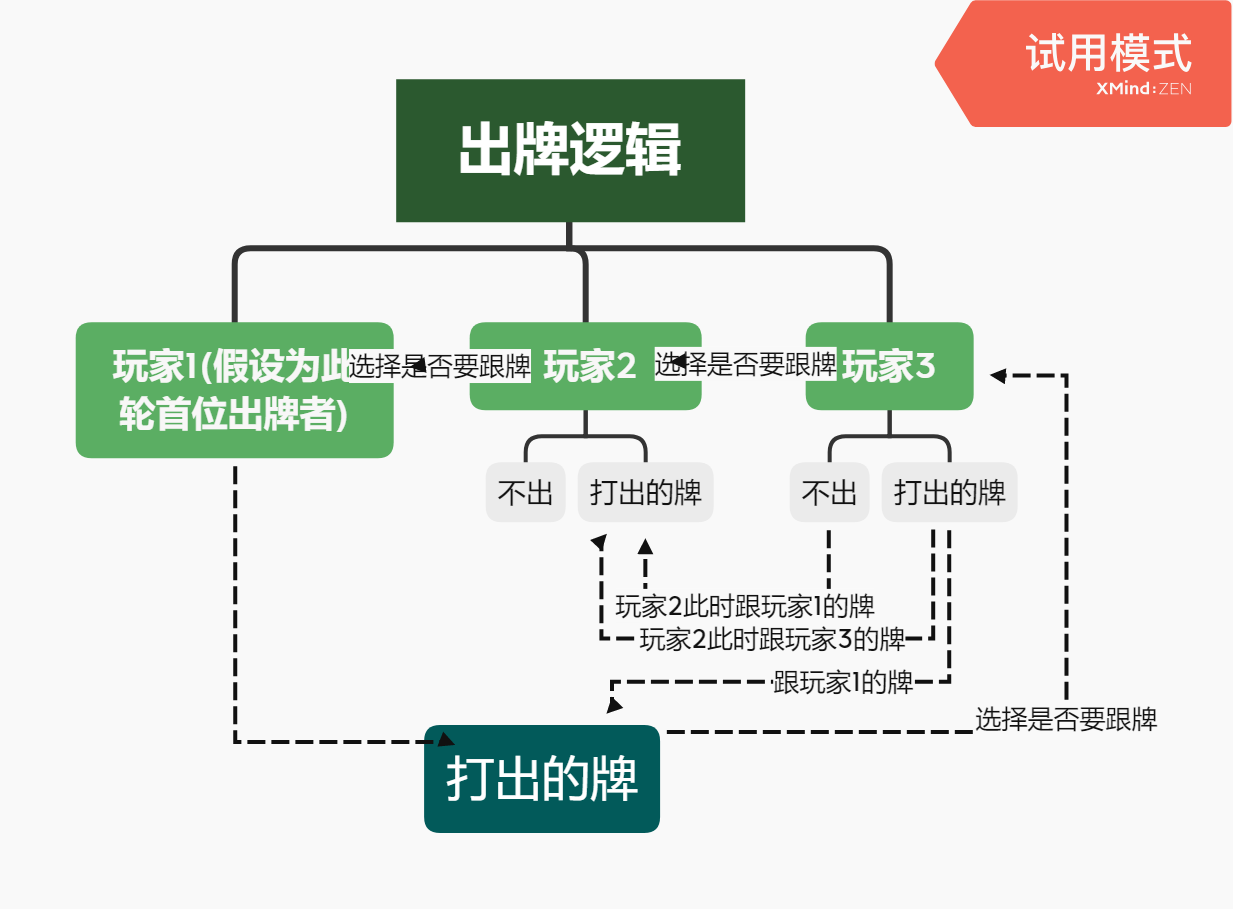 试用模式
XMind:ZEN
出牌逻辑
玩家1(假设为此
轮首位出牌者)
选择是否要跟牌
玩家2
选择是否要跟牌
玩家3
不出
打出的牌
不出
打出的牌
玩家2此时跟玩家1的牌
玩家2此时跟玩家3的牌
跟玩家1的牌
选择是否要跟牌
打出的牌